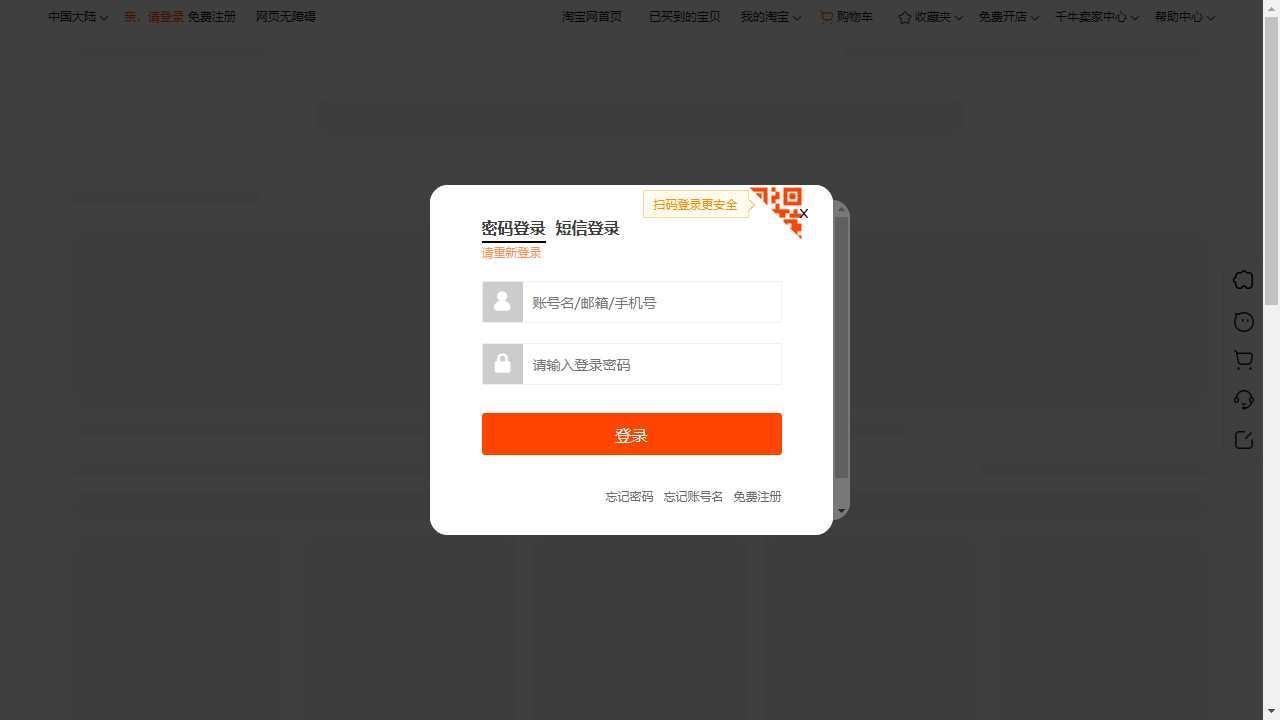 中国大陆 亲，请登录 免费注册 网页无障碍 淘宝网首页 已买到的宝贝 我的淘宝 购物车 收藏夹 免费开店 千牛卖家中心 帮助中心
扫码登录更安全
x
密码登录 短信登录
请重新登录
账号名/邮箱/手机号
请输入登录密码
登录
忘记密码 忘记账号名 免费注册